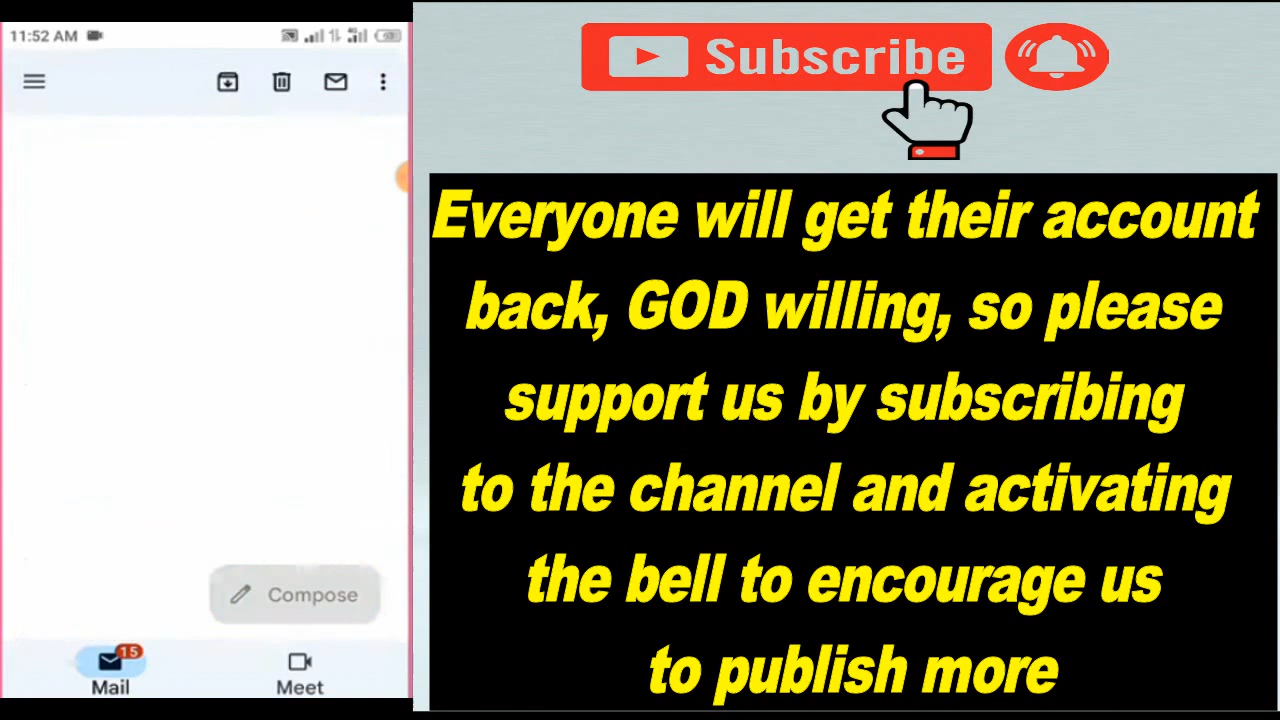 11:52 AM
Compose
15
Mail
Meet
Subscribe
Everyone will get their account
back, GOD willing, so please
support us by subscribing
to the channel and activating
the bell to encourage us
to publish more